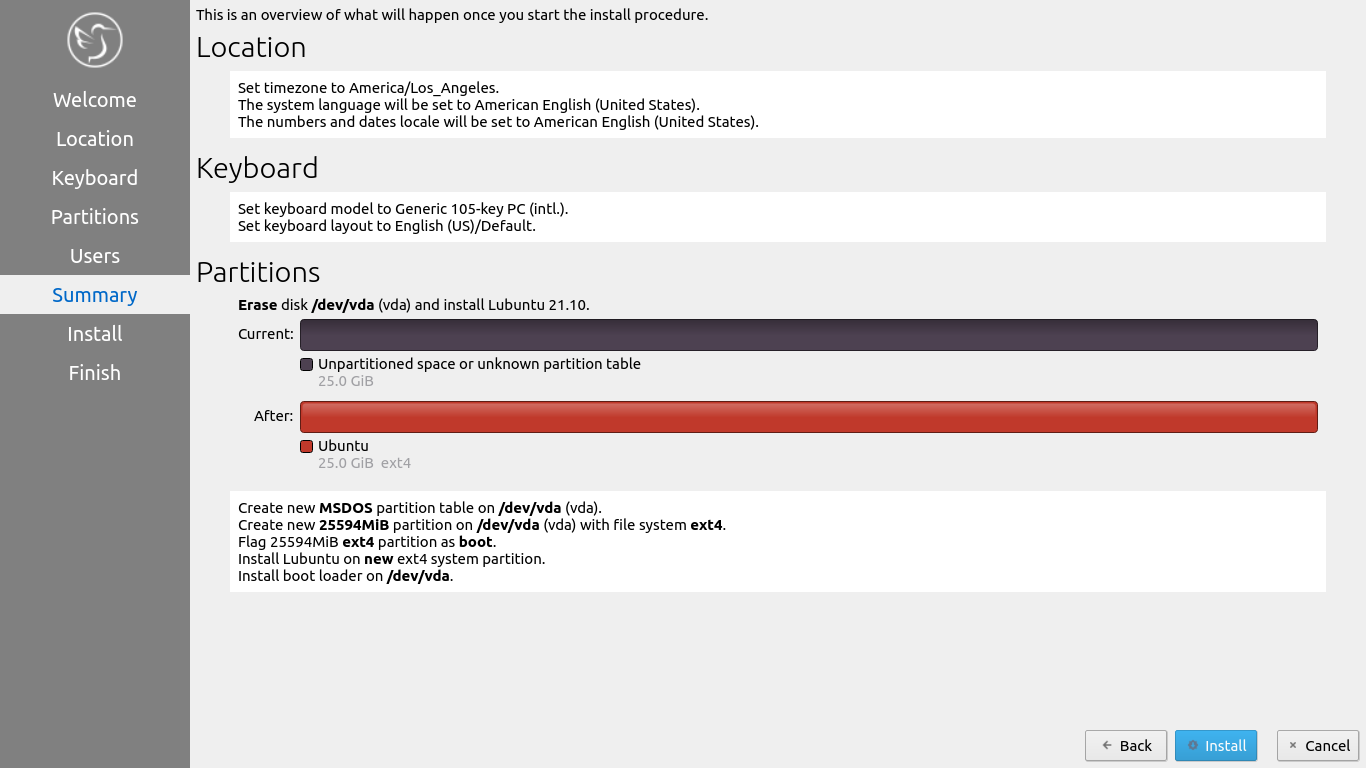 This is an overview of what will happen once you start the install procedure.
Welcome
Location
Keyboard
Partitions
Users
Summary
Install
Finish
Location
Set timezone to America/Los_Angeles.
The system language will be set to American English (United States).
The numbers and dates locale will be set to American English (United States).
Keyboard
Set keyboard model to Generic 105-key PC (intl.).
Set keyboard layout to English (US)/Default.
Partitions
Erase disk /dev/vda (vda) and install Lubuntu 21.10.
Current:
Unpartitioned space or unknown partition table
25.0 GiB
After:
Ubuntu
25.0 GiB ext4
Create new MSDOS partition table on /dev/vda (vda).
Create new 25594MiB partition on /dev/vda (vda) with file system ext4.
Flag 25594MiB ext4 partition as boot.
Install Lubuntu on new ext4 system partition.
Install boot loader on /dev/vda.
Back
Install
Cancel